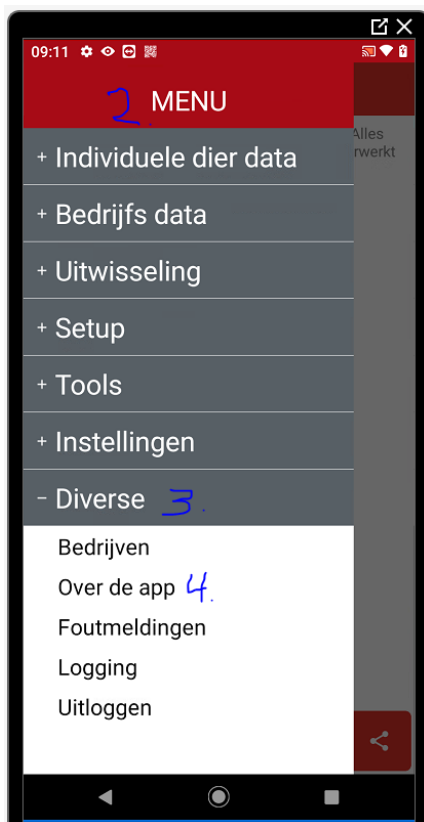 09:11
2. MENU
Alles
rwerkt
+ Individuele dier data
+ Bedrijfs data
+ Uitwisseling
+ Setup
+ Tools
+ Instellingen
− Diverse 3.
Bedrijven
Over de app 4.
Foutmeldingen
Logging
Uitloggen